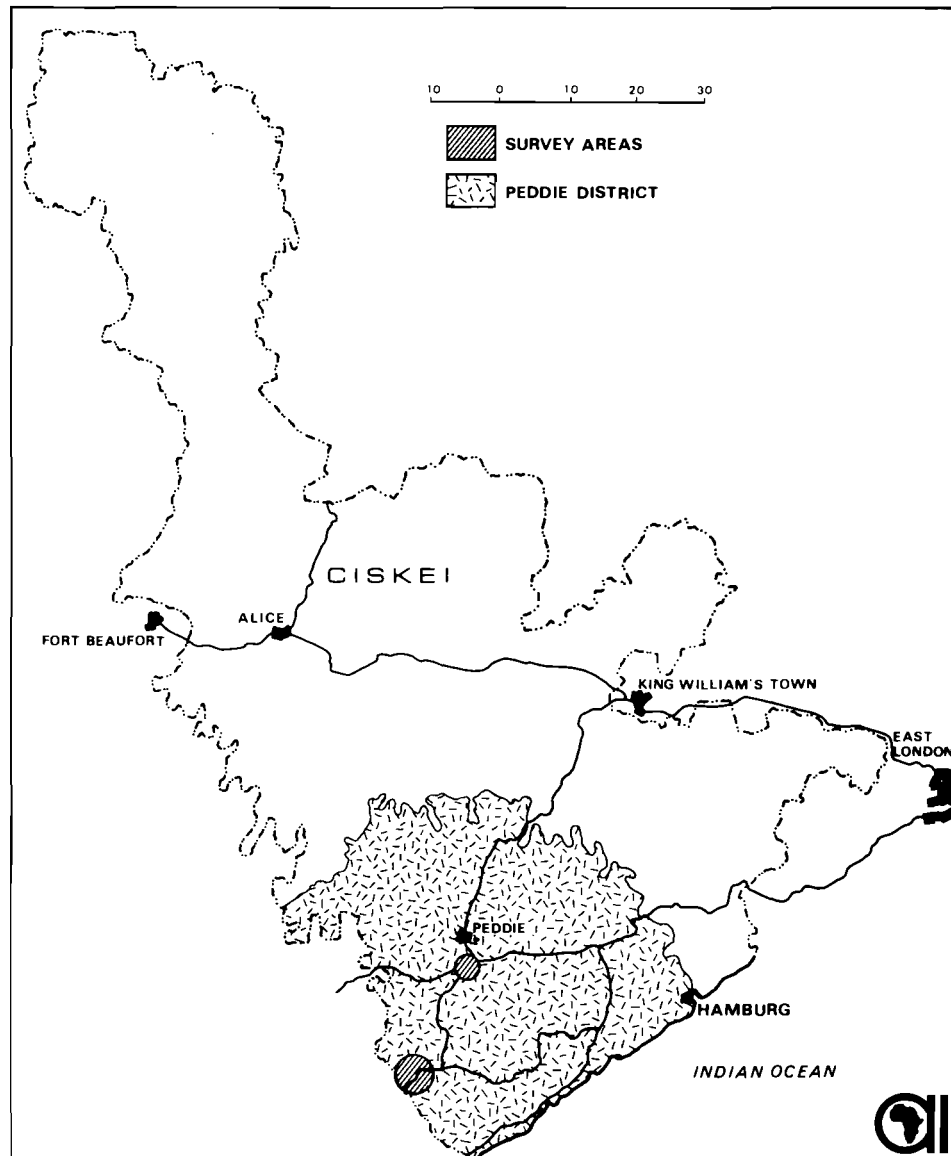 10 0 10 20 30
SURVEY AREAS
PEDDIE DISTRICT
CISKEI
ALICE
FORT BEAUFORT
KING WILLIAM'S TOWN
EAST
LONDON
PEDDIE
HAMBURG
INDIAN OCEAN